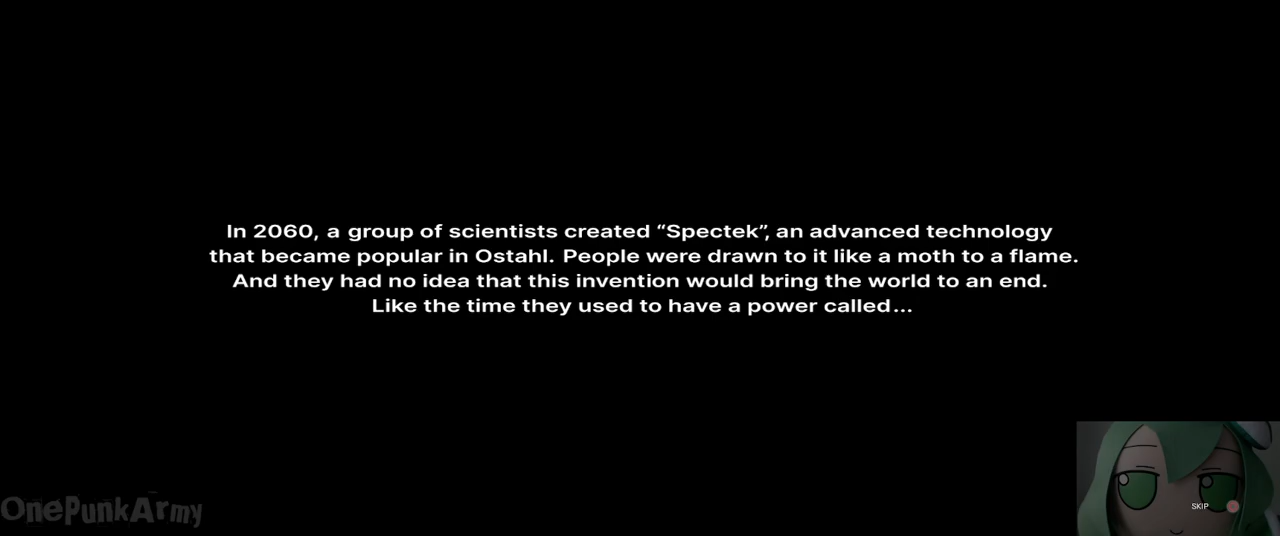 In 2060, a group of scientists created “Spectek”, an advanced technology
that became popular in Ostahl. People were drawn to it like a moth to a flame.
And they had no idea that this invention would bring the world to an end.
Like the time they used to have a power called...
OnePunkArmy
SKIP